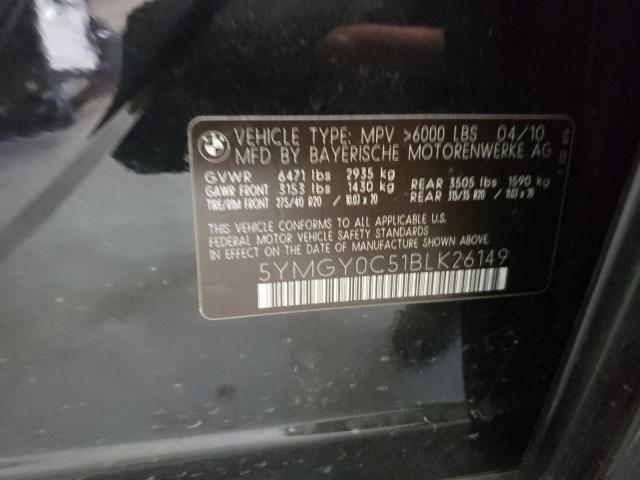 VEHICLE TYPE: MPV >6000 LBS 04/10
MFD BY BAYERISCHE MOTORENWERKE AG
GVWR 6471 lbs 2935 kg
GAWR FRONT 3153 lbs 1430 kg REAR 3505 lbs 1590 kg
TIRE/RIM FRONT 275/40 R20 / 10.0J x 20 REAR 315/35 R20 / 11.0J x 20
THIS VEHICLE CONFORMS TO ALL APPLICABLE U.S.
FEDERAL MOTOR VEHICLE SAFETY STANDARDS
IN EFFECT ON THE DATE OF MANUFACTURE SHOWN ABOVE.
5YMGY0C51BLK26149